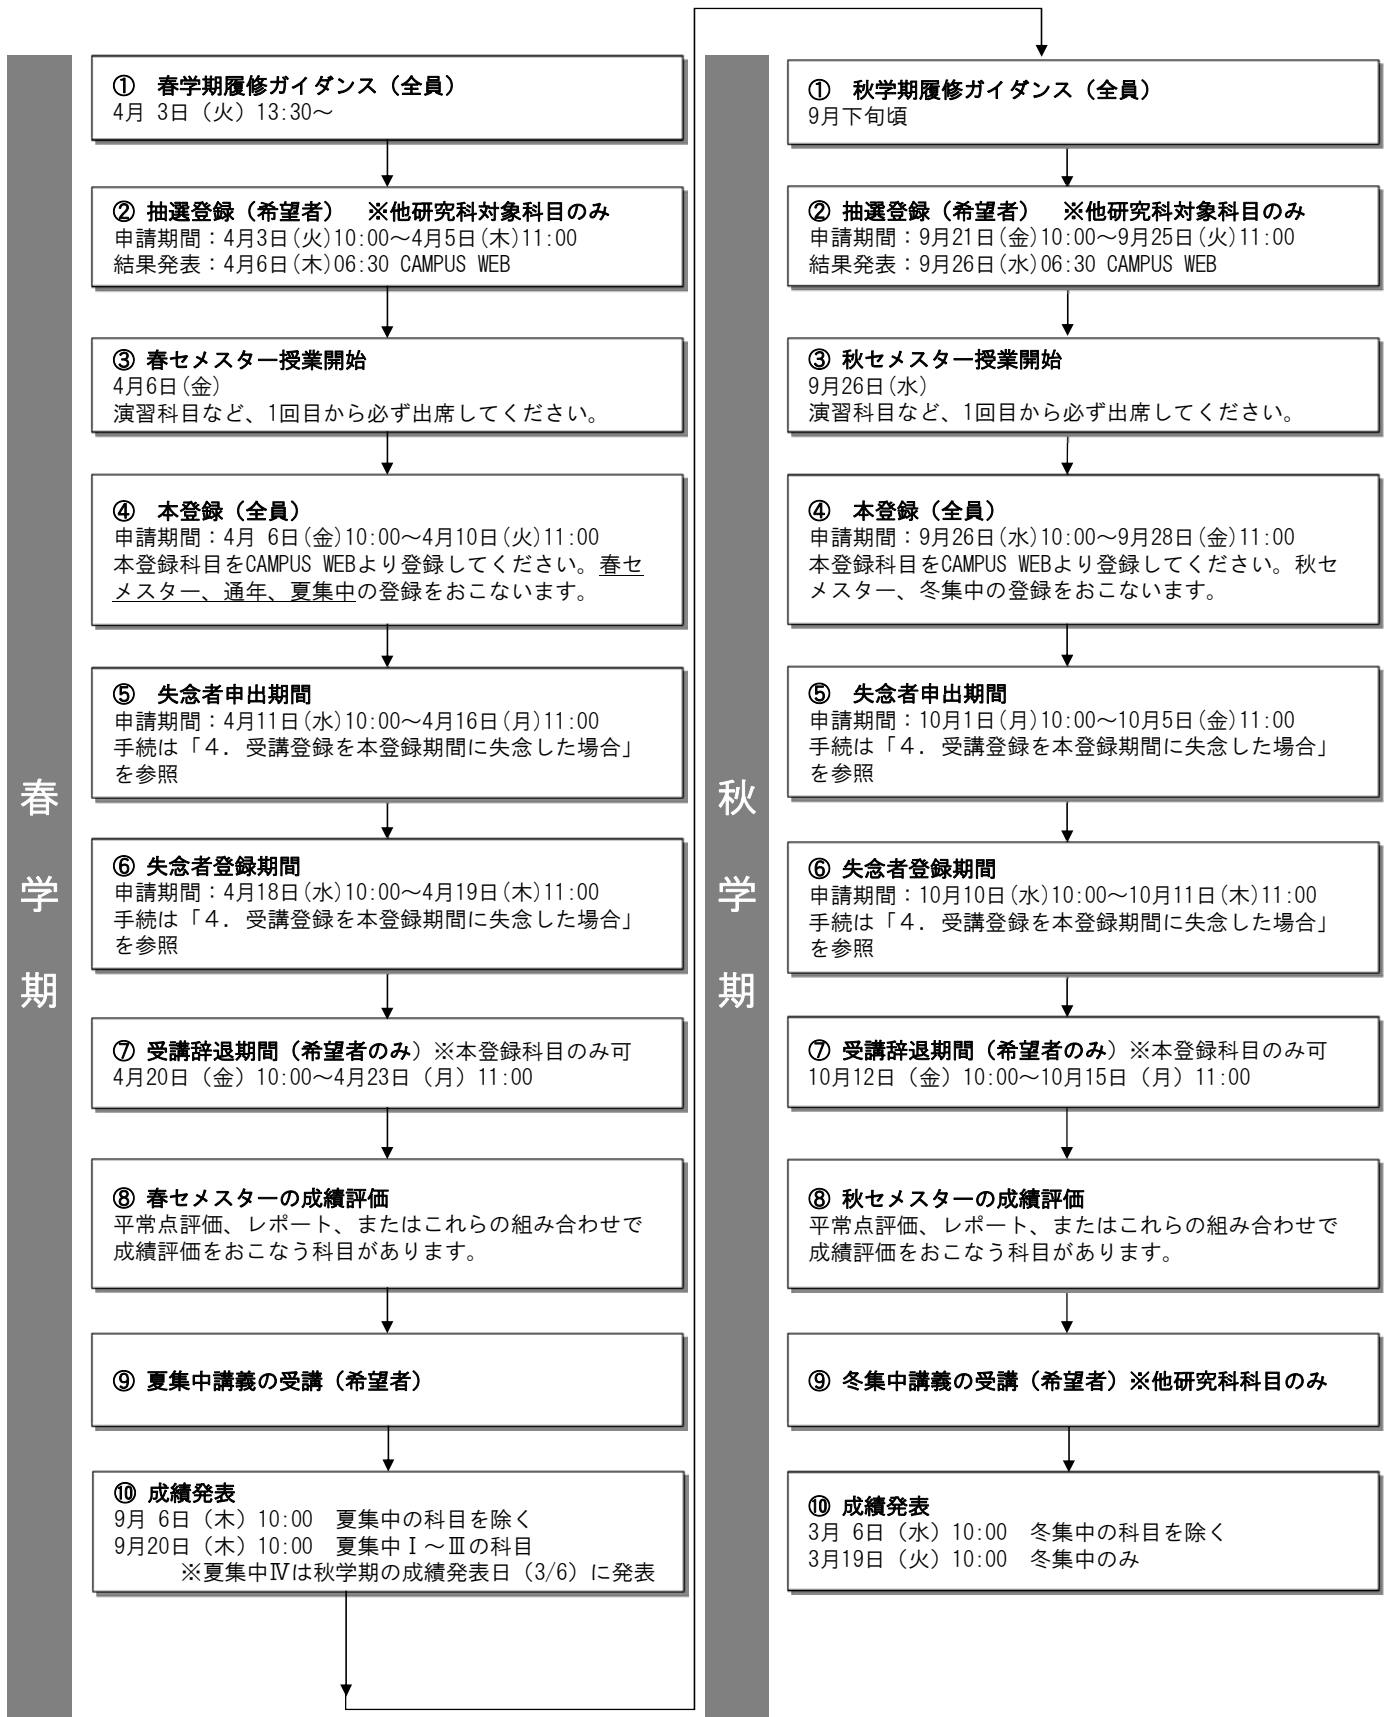 春学期
① 春学期履修ガイダンス（全員）
4月 3日（火）13:30～
② 抽選登録（希望者） ※他研究科対象科目のみ
申請期間：4月3日(火)10:00～4月5日(木)11:00
結果発表：4月6日(木)06:30 CAMPUS WEB
③ 春セメスター授業開始
4月6日(金)
演習科目など、1回目から必ず出席してください。
④ 本登録（全員）
申請期間：4月 6日(金)10:00～4月10日(火)11:00
本登録科目をCAMPUS WEBより登録してください。春セ
メスター、通年、夏集中の登録をおこないます。
⑤ 失念者申出期間
申請期間：4月11日(水)10:00～4月16日(月)11:00
手続は「４．受講登録を本登録期間に失念した場合」
を参照
⑥ 失念者登録期間
申請期間：4月18日(水)10:00～4月19日(木)11:00
手続は「４．受講登録を本登録期間に失念した場合」
を参照
⑦ 受講辞退期間（希望者のみ）※本登録科目のみ可
4月20日（金）10:00～4月23日（月）11:00
⑧ 春セメスターの成績評価
平常点評価、レポート、またはこれらの組み合わせで
成績評価をおこなう科目があります。
⑨ 夏集中講義の受講（希望者）
⑩ 成績発表
9月 6日（木）10:00 夏集中の科目を除く
9月20日（木）10:00 夏集中Ⅰ～Ⅲの科目
※夏集中Ⅳは秋学期の成績発表日（3/6）に発表
秋学期
① 秋学期履修ガイダンス（全員）
9月下旬頃
② 抽選登録（希望者） ※他研究科対象科目のみ
申請期間：9月21日(金)10:00～9月25日(火)11:00
結果発表：9月26日(水)06:30 CAMPUS WEB
③ 秋セメスター授業開始
9月26日(水)
演習科目など、1回目から必ず出席してください。
④ 本登録（全員）
申請期間：9月26日(水)10:00～9月28日(金)11:00
本登録科目をCAMPUS WEBより登録してください。秋セ
メスター、冬集中の登録をおこないます。
⑤ 失念者申出期間
申請期間：10月1日(月)10:00～10月5日(金)11:00
手続は「４．受講登録を本登録期間に失念した場合」
を参照
⑥ 失念者登録期間
申請期間：10月10日(水)10:00～10月11日(木)11:00
手続は「４．受講登録を本登録期間に失念した場合」
を参照
⑦ 受講辞退期間（希望者のみ）※本登録科目のみ可
10月12日（金）10:00～10月15日（月）11:00
⑧ 秋セメスターの成績評価
平常点評価、レポート、またはこれらの組み合わせで
成績評価をおこなう科目があります。
⑨ 冬集中講義の受講（希望者）※他研究科科目のみ
⑩ 成績発表
3月 6日（水）10:00 冬集中の科目を除く
3月19日（火）10:00 冬集中のみ